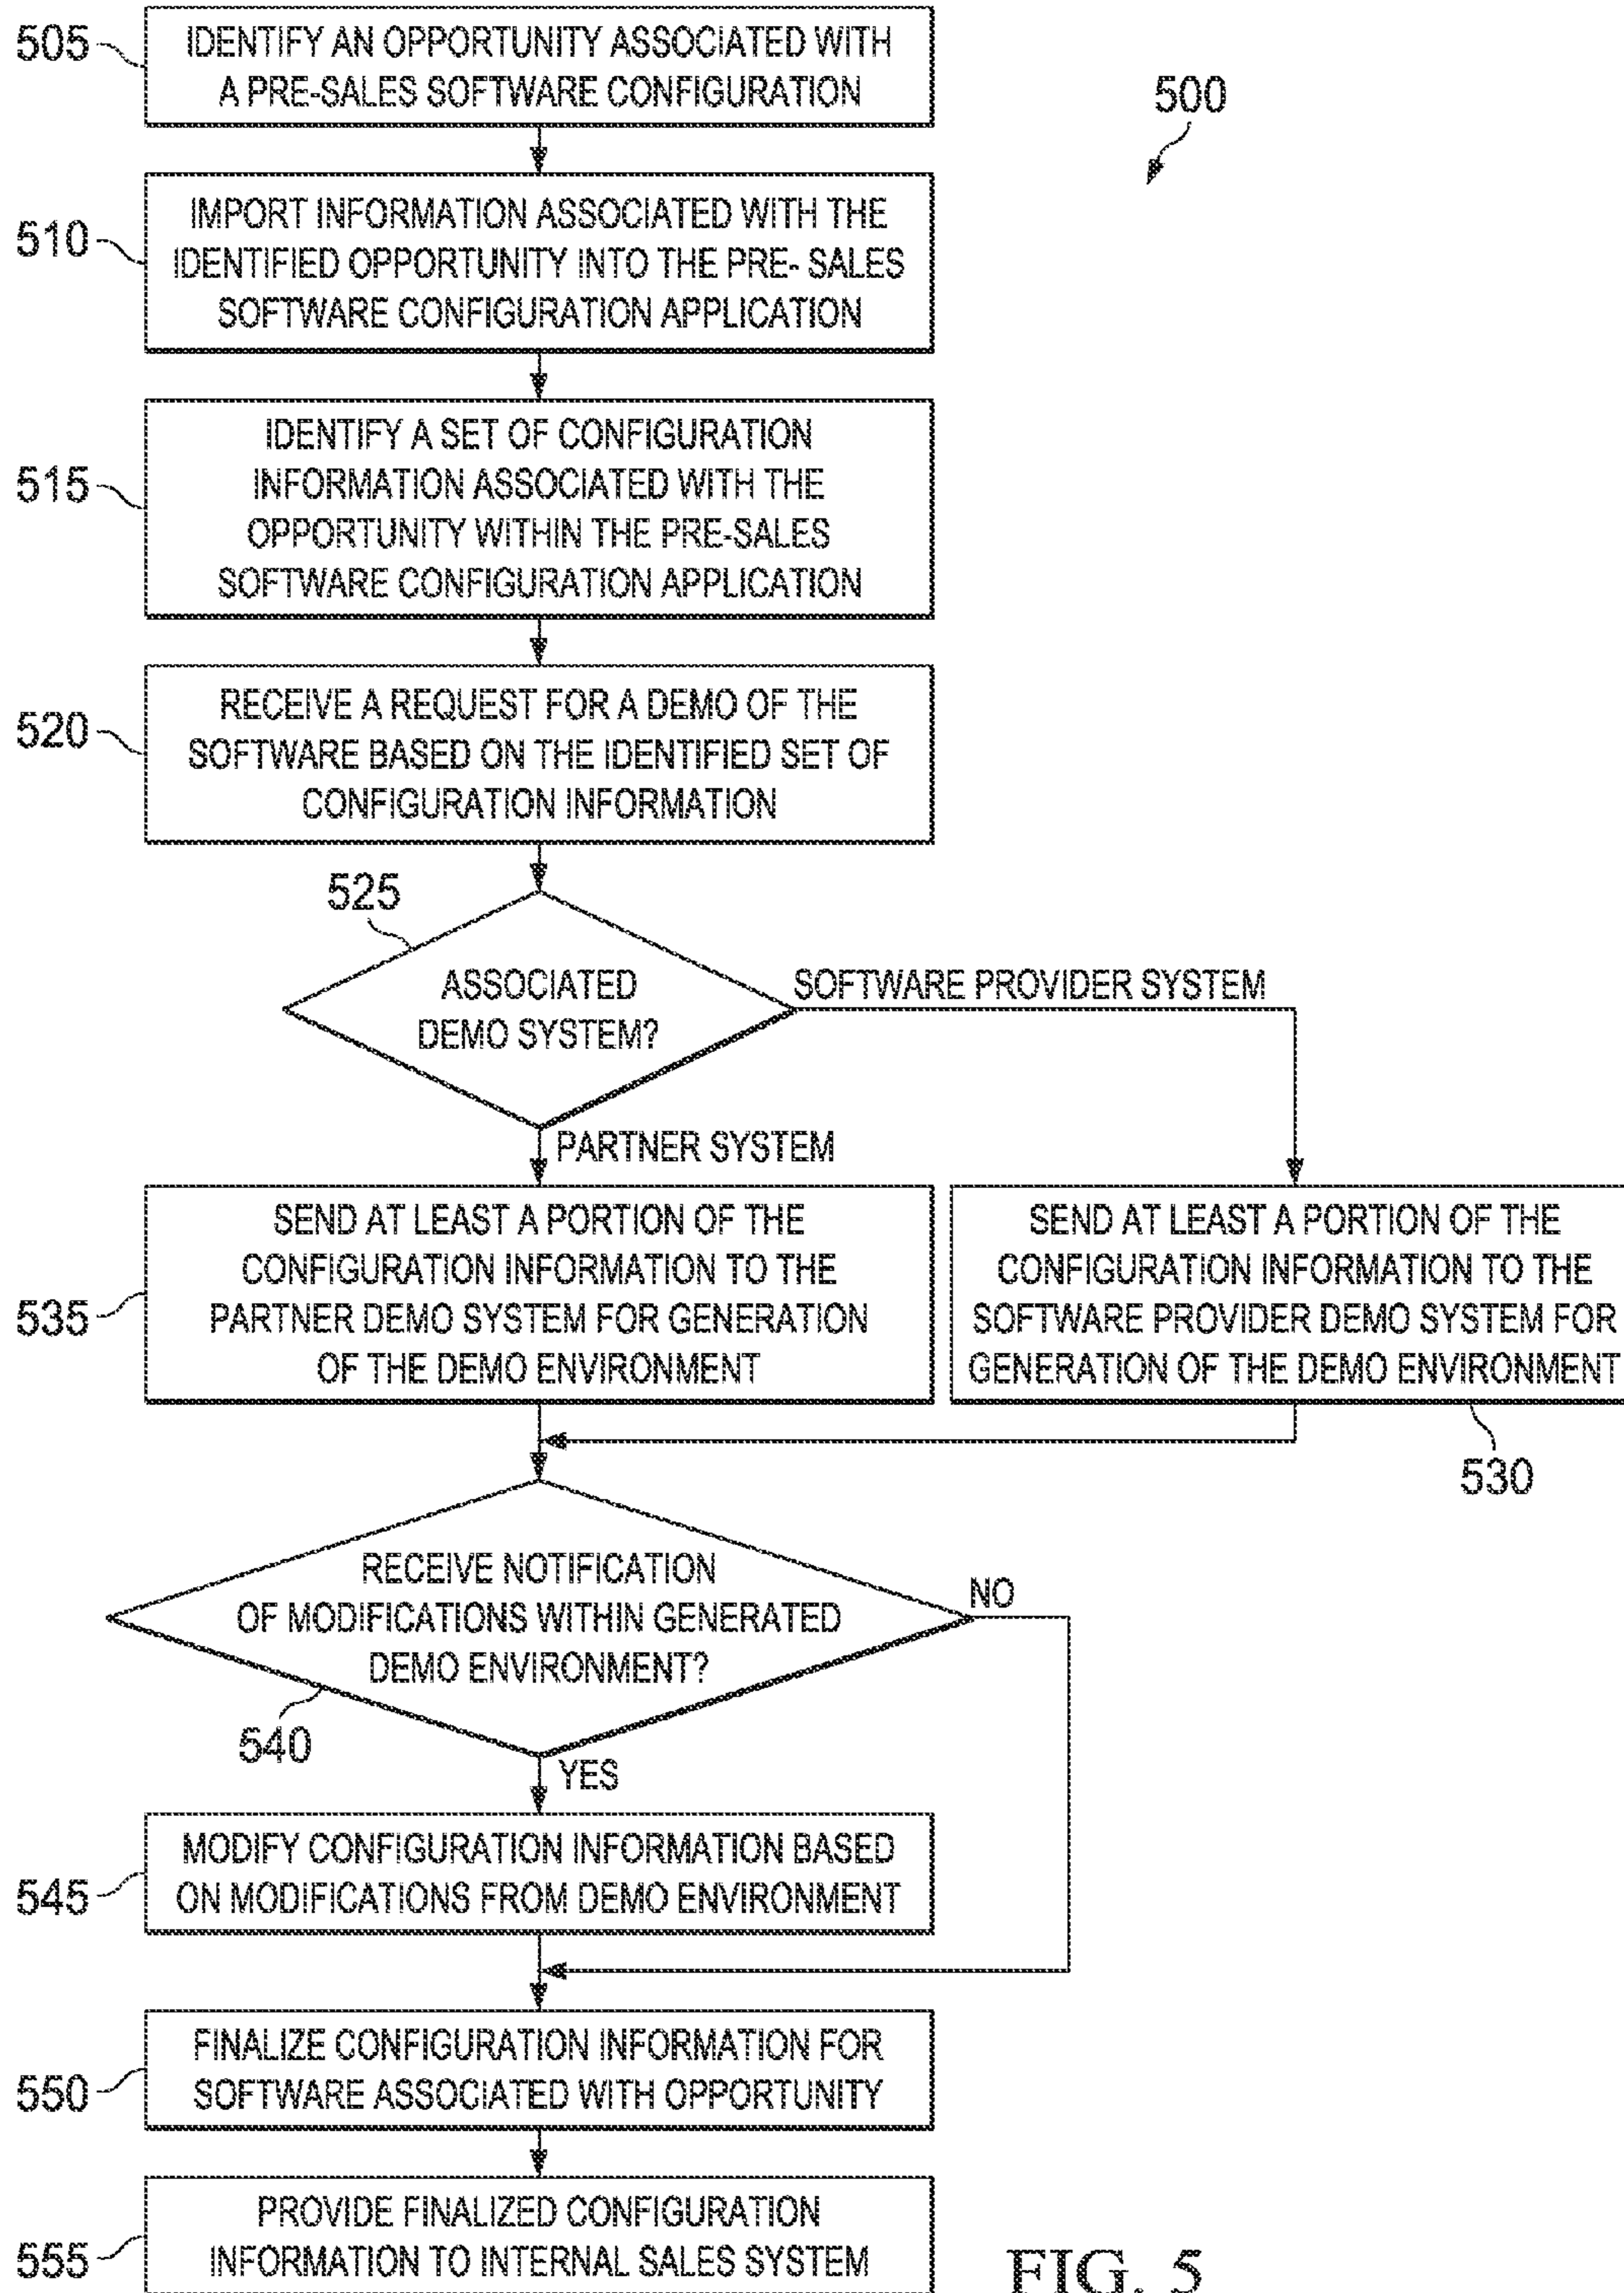 505
IDENTIFY AN OPPORTUNITY ASSOCIATED WITH
A PRE-SALES SOFTWARE CONFIGURATION
500
510
IMPORT INFORMATION ASSOCIATED WITH THE
IDENTIFIED OPPORTUNITY INTO THE PRE- SALES
SOFTWARE CONFIGURATION APPLICATION
515
IDENTIFY A SET OF CONFIGURATION
INFORMATION ASSOCIATED WITH THE
OPPORTUNITY WITHIN THE PRE-SALES
SOFTWARE CONFIGURATION APPLICATION
520
RECEIVE A REQUEST FOR A DEMO OF THE
SOFTWARE BASED ON THE IDENTIFIED SET OF
CONFIGURATION INFORMATION
525
ASSOCIATED
DEMO SYSTEM?
SOFTWARE PROVIDER SYSTEM
PARTNER SYSTEM
535
SEND AT LEAST A PORTION OF THE
CONFIGURATION INFORMATION TO THE
PARTNER DEMO SYSTEM FOR GENERATION
OF THE DEMO ENVIRONMENT
SEND AT LEAST A PORTION OF THE
CONFIGURATION INFORMATION TO THE
SOFTWARE PROVIDER DEMO SYSTEM FOR
GENERATION OF THE DEMO ENVIRONMENT
530
RECEIVE NOTIFICATION
OF MODIFICATIONS WITHIN GENERATED
DEMO ENVIRONMENT?
NO
540
YES
545
MODIFY CONFIGURATION INFORMATION BASED
ON MODIFICATIONS FROM DEMO ENVIRONMENT
550
FINALIZE CONFIGURATION INFORMATION FOR
SOFTWARE ASSOCIATED WITH OPPORTUNITY
555
PROVIDE FINALIZED CONFIGURATION
INFORMATION TO INTERNAL SALES SYSTEM
FIG. 5